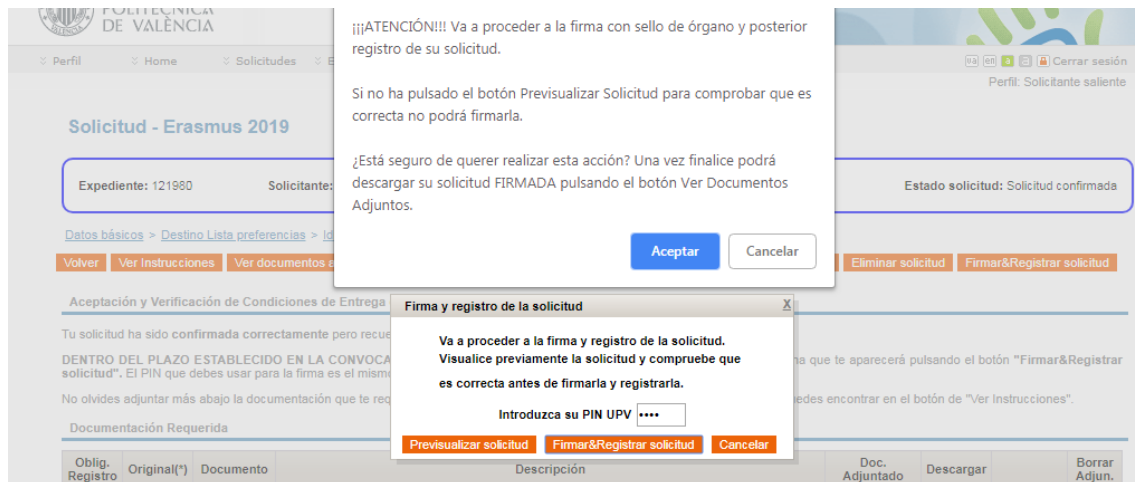 POLITÈCNICA
DE VALÈNCIA
Perfil
Home
Solicitudes
va en
Cerrar sesión
Perfil: Solicitante saliente
¡¡¡ATENCIÓN!!! Va a proceder a la firma con sello de órgano y posterior
registro de su solicitud.
Si no ha pulsado el botón Previsualizar Solicitud para comprobar que es
correcta no podrá firmarla.
¿Está seguro de querer realizar esta acción? Una vez finalice podrá
descargar su solicitud FIRMADA pulsando el botón Ver Documentos
Adjuntos.
Aceptar
Cancelar
Solicitud - Erasmus 2019
Expediente: 121980
Solicitante:
Estado solicitud: Solicitud confirmada
Datos básicos > Destino Lista preferencias >
Volver
Ver Instrucciones
Ver documentos
Eliminar solicitud
Firmar&Registrar solicitud
Aceptación y Verificación de Condiciones de Entrega
Tu solicitud ha sido confirmada correctamente pero
DENTRO DEL PLAZO ESTABLECIDO EN LA
que te aparecerá pulsando el botón "Firmar&Registrar
solicitud". El PIN que debes usar para la firma es el
No olvides adjuntar más abajo la documentación que te
encontrar en el botón de "Ver Instrucciones".
Firma y registro de la solicitud
X
Va a proceder a la firma y registro de la solicitud.
Visualice previamente la solicitud y compruebe que
es correcta antes de firmarla y registrarla.
Introduzca su PIN UPV ••••
Previsualizar solicitud
Firmar&Registrar solicitud
Cancelar
Documentación Requerida
Oblig.
Registro
Original(*)
Documento
Descripción
Doc.
Adjuntado
Descargar
Borrar
Adjun.